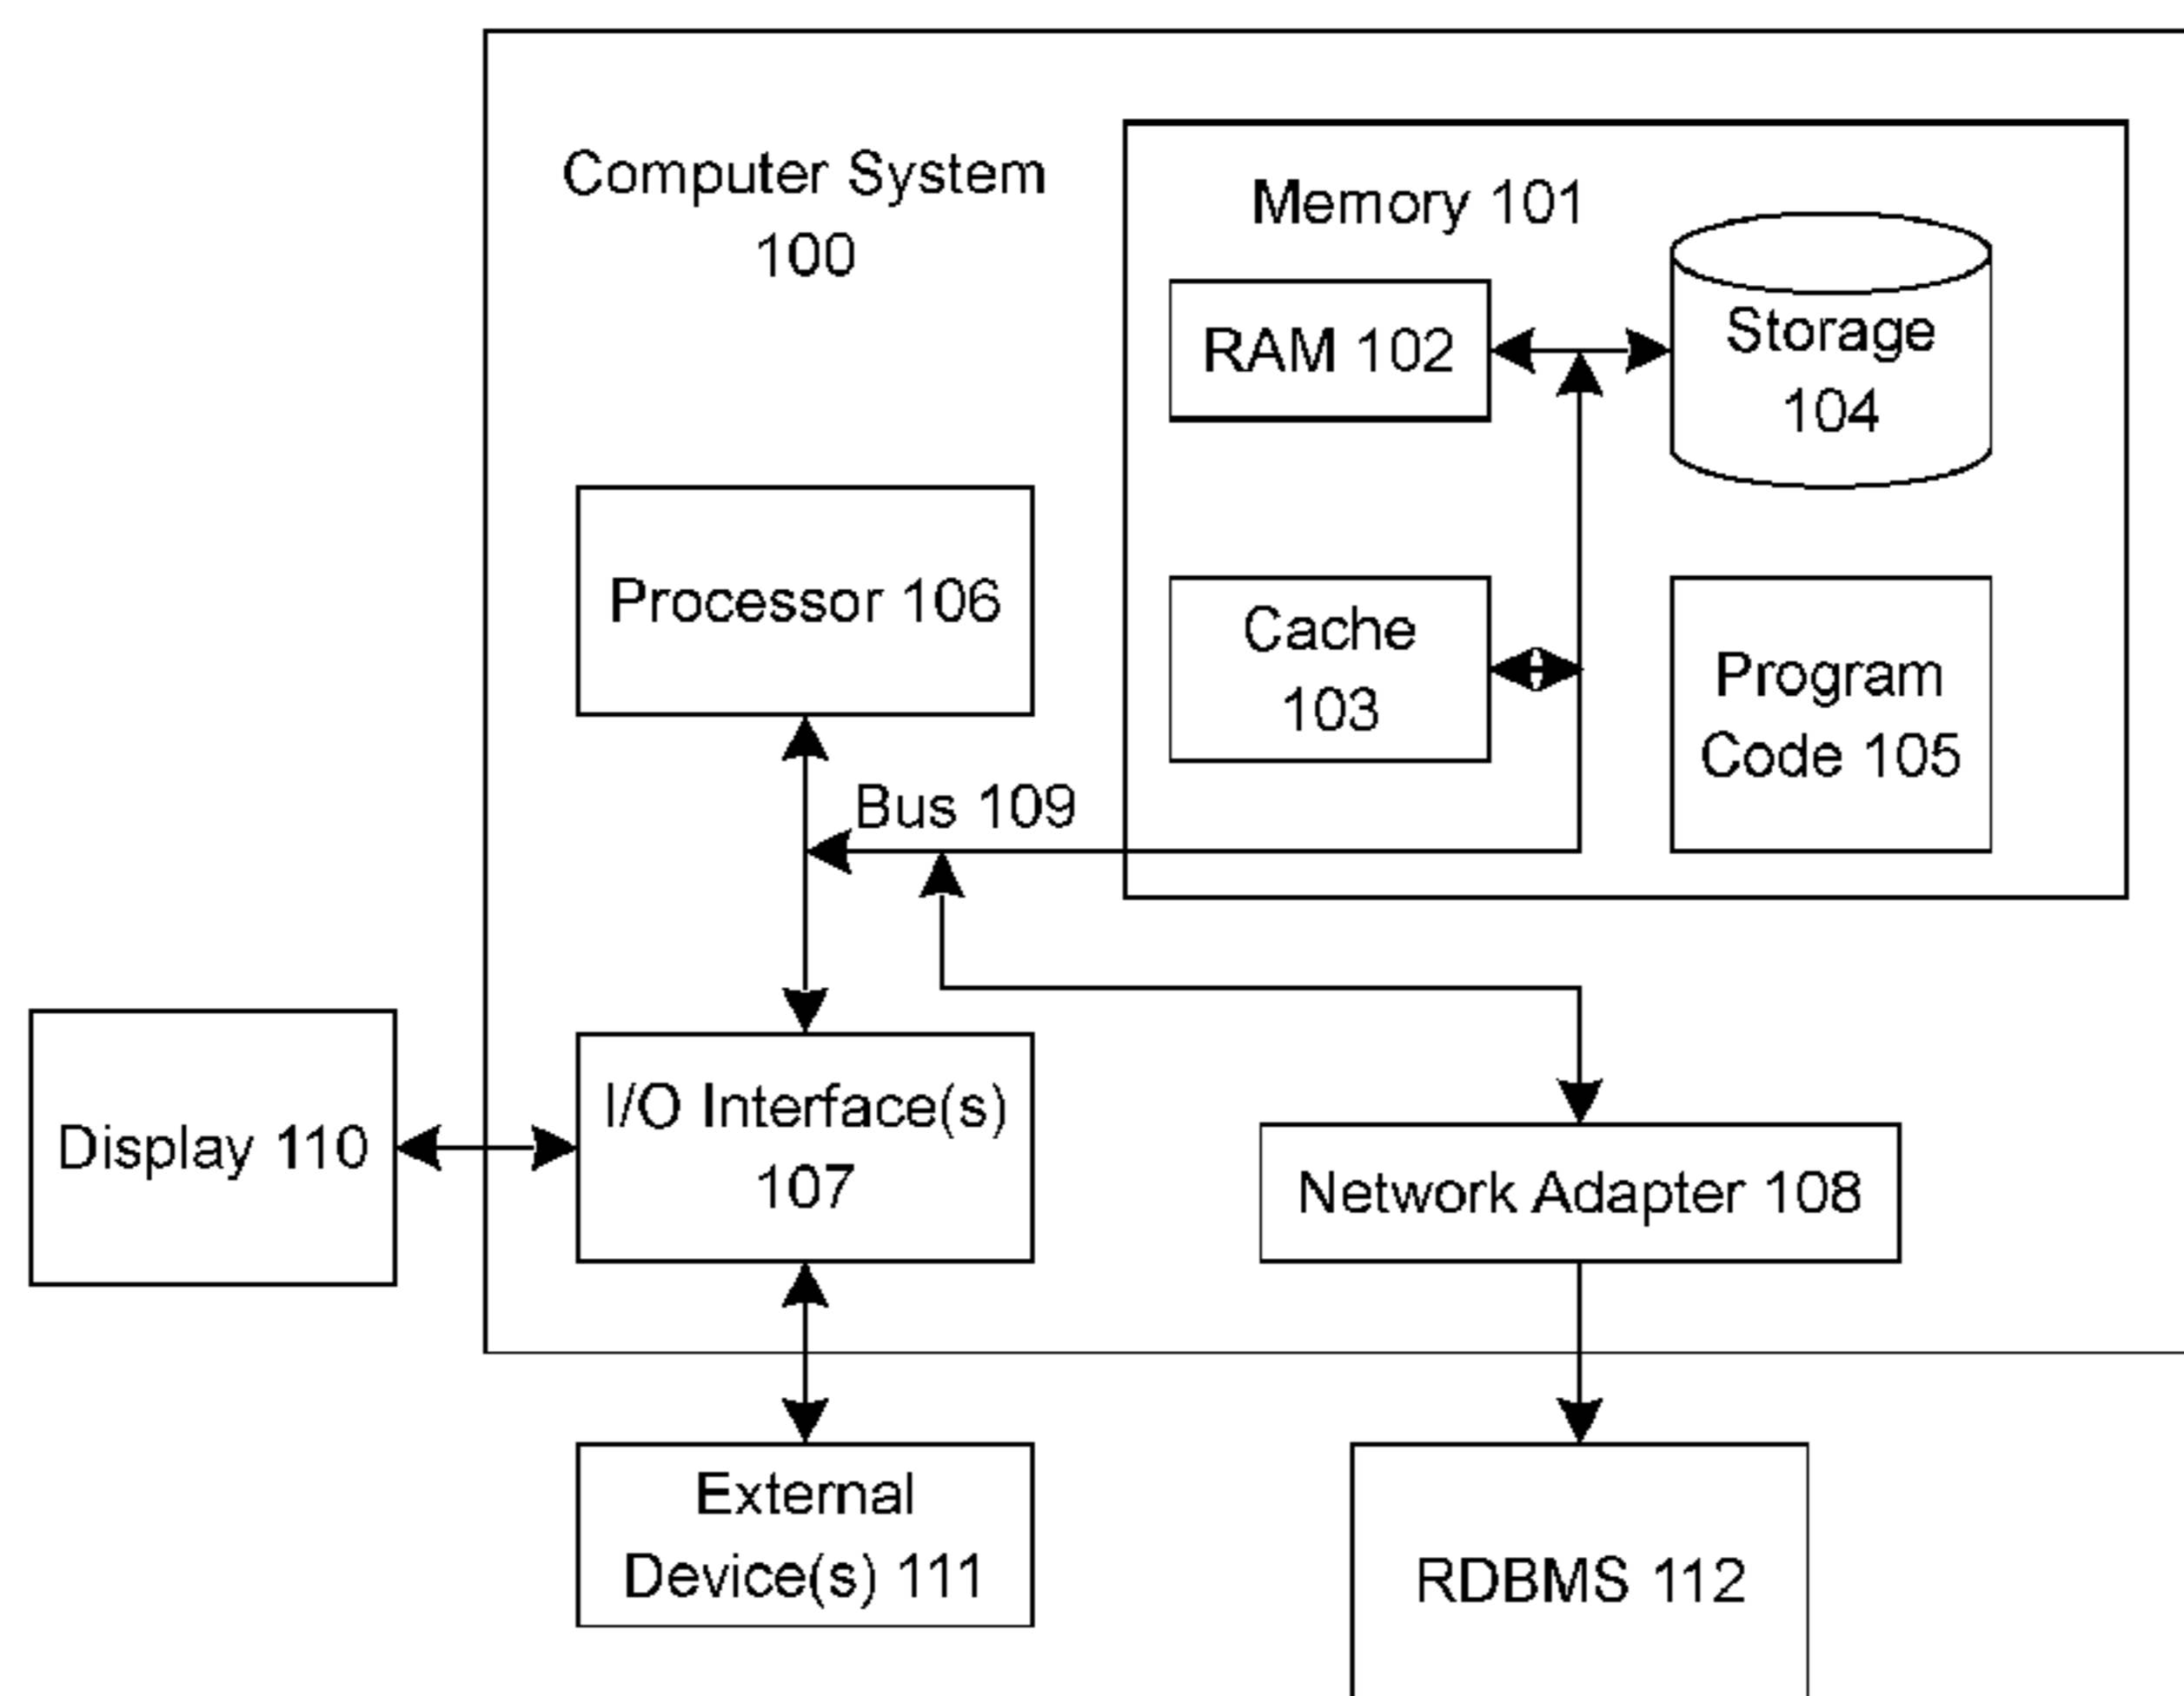 Computer System
100
Memory 101
RAM 102
Storage
104
Processor 106
Cache
103
Program
Code 105
Bus 109
Display 110
I/O Interface(s)
107
Network Adapter 108
External
Device(s) 111
RDBMS 112